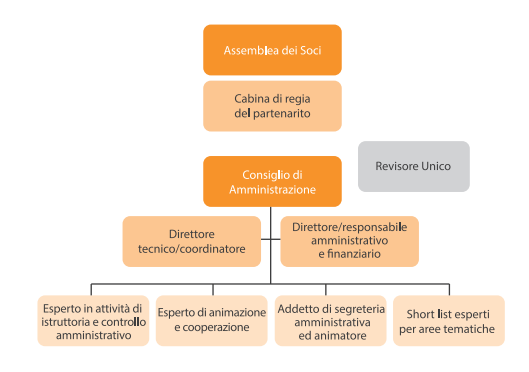 Assemblea dei Soci
Cabina di regia
del partenarito
Revisore Unico
Consiglio di
Amministrazione
Direttore
tecnico/coordinatore
Direttore/responsabile
amministrativo
e finanziario
Esperto in attività di
istruttoria e controllo
amministrativo
Esperto di animazione
e cooperazione
Addetto di segreteria
amministrativa
ed animatore
Short list esperti
per aree tematiche